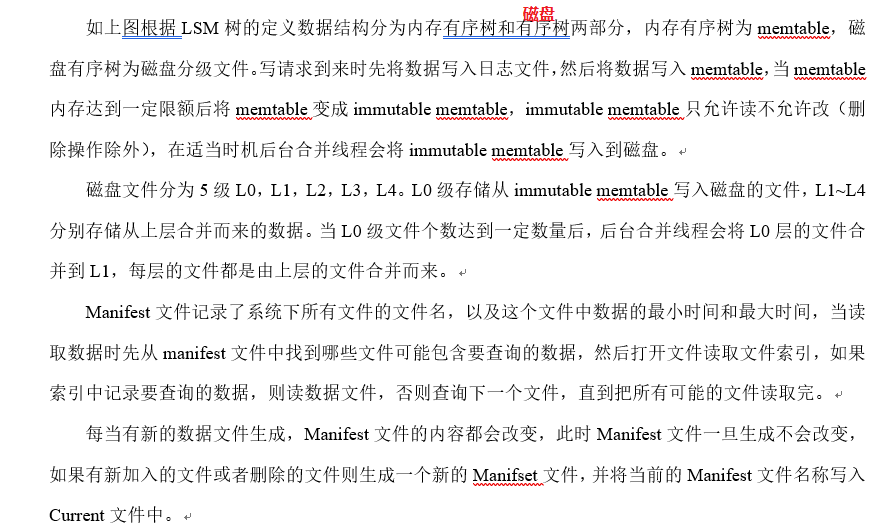 磁盘
如上图根据 LSM 树的定义数据结构分为内存有序树和有序树两部分，内存有序树为 memtable，磁
盘有序树为磁盘分级文件。写请求到来时先将数据写入日志文件，然后将数据写入 memtable，当 memtable
内存达到一定限额后将 memtable 变成 immutable memtable，immutable memtable 只允许读不允许改（删
除操作除外），在适当时机后台合并线程会将 immutable memtable 写入到磁盘。
磁盘文件分为 5 级 L0，L1，L2，L3，L4。L0 级存储从 immutable memtable 写入磁盘的文件，L1~L4
分别存储从上层合并而来的数据。当 L0 级文件个数达到一定数量后，后台合并线程会将 L0 层的文件合
并到 L1，每层的文件都是由上层的文件合并而来。
Manifest 文件记录了系统下所有文件的文件名，以及这个文件中数据的最小时间和最大时间，当读
取数据时先从 manifest 文件中找到哪些文件可能包含要查询的数据，然后打开文件读取文件索引，如果
索引中记录要查询的数据，则读数据文件，否则查询下一个文件，直到把所有可能的文件读取完。
每当有新的数据文件生成，Manifest 文件的内容都会改变，此时 Manifest 文件一旦生成不会改变，
如果有新加入的文件或者删除的文件则生成一个新的 Manifset 文件，并将当前的 Manifest 文件名称写入
Current 文件中。